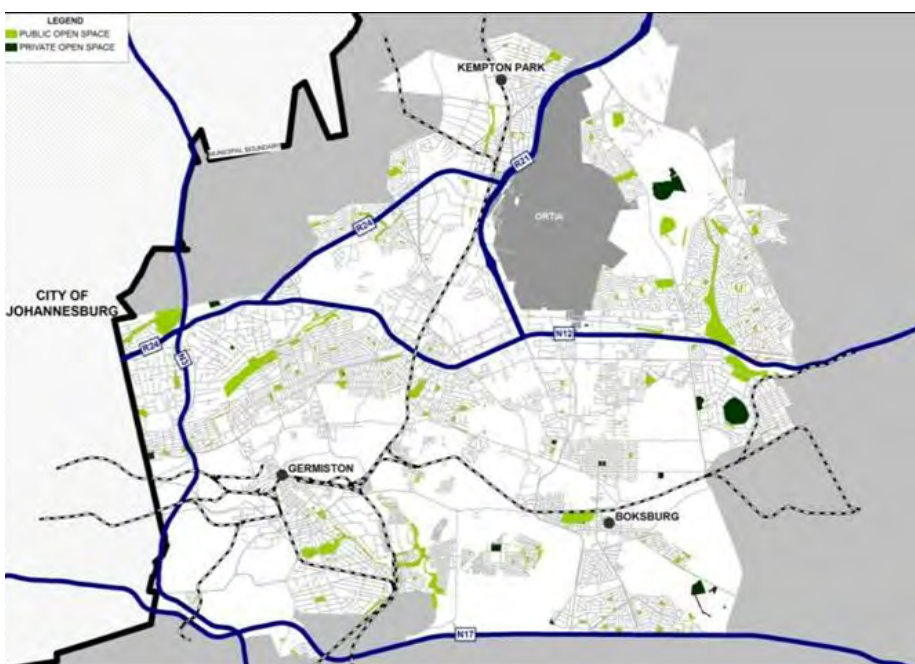 LEGEND
PUBLIC OPEN SPACE
PRIVATE OPEN SPACE
KEMPTON PARK
MUNICIPAL BOUNDARY
R21
ORTIA
R24
CITY OF
JOHANNESBURG
R24
N3
N12
GERMISTON
BOKSBURG
N17